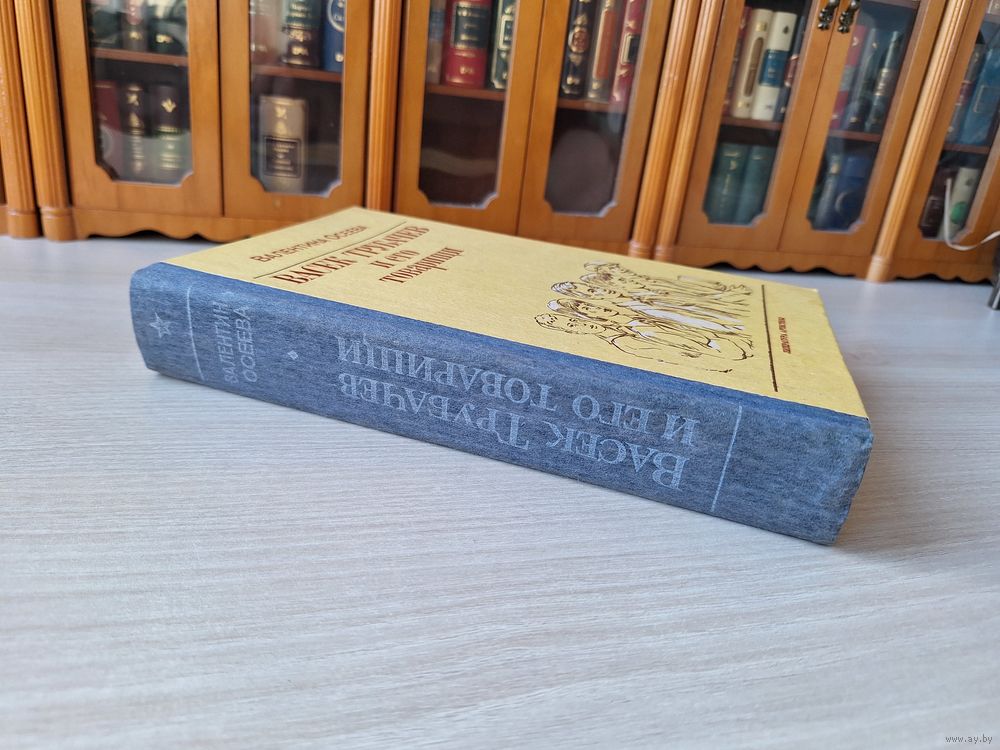 ВАЛЕНТИНА ОСЕЕВА
ВАСЕК ТРУБАЧЕВ
И его
товарищи
ВАЛЕНТИНА
ОСЕЕВА
ВАСЕК ТРУБАЧЕВ
И ЕГО ТОВАРИЩИ
www.ay.by